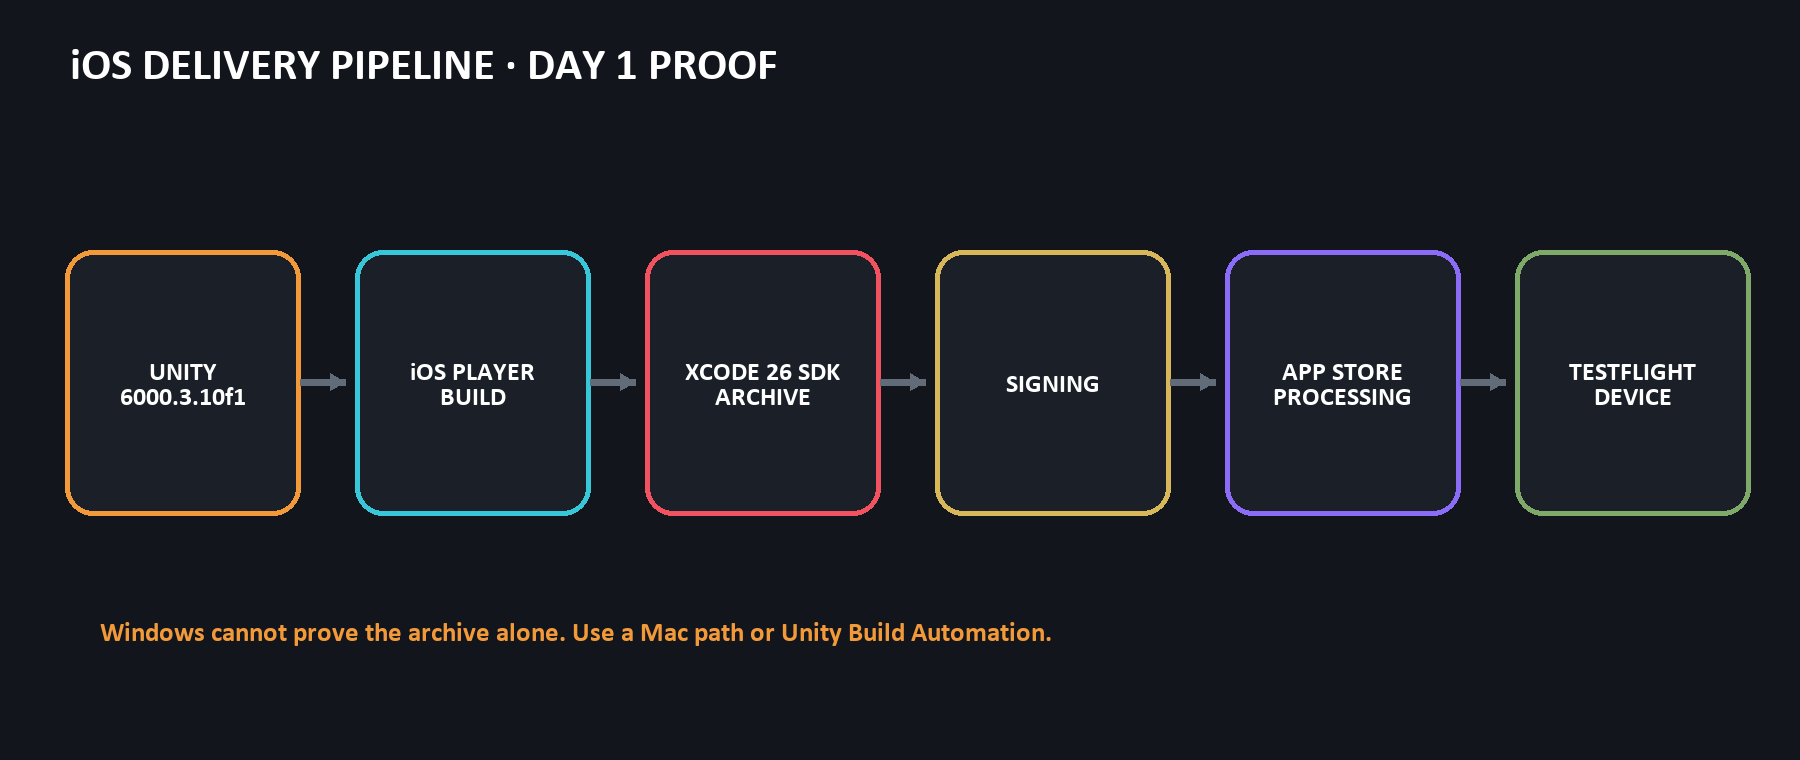 iOS DELIVERY PIPELINE · DAY 1 PROOF
UNITY
6000.3.10f1
iOS PLAYER
BUILD
XCODE 26 SDK
ARCHIVE
SIGNING
APP STORE
PROCESSING
TESTFLIGHT
DEVICE
Windows cannot prove the archive alone. Use a Mac path or Unity Build Automation.